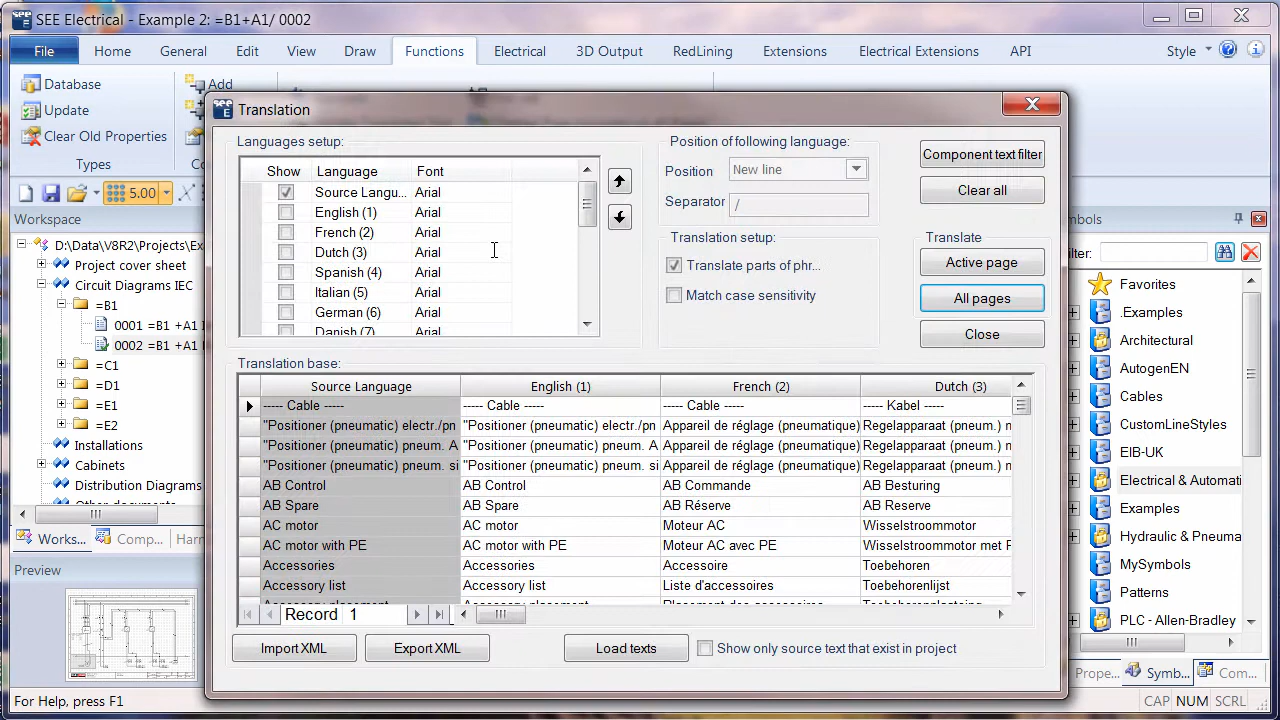 SEE Electrical - Example 2: =B1+A1/ 0002
File Home General Edit View Draw Functions Electrical 3D Output RedLining Extensions Electrical Extensions API Style
Database
Add
Update
Clear Old Properties
Types
5.00
Workspace
D:\Data\V8R2\Projects\Ex
Project cover sheet
Circuit Diagrams IEC
=B1
0001 =B1 +A1
0002 =B1 +A1
=C1
=D1
=E1
=E2
Installations
Cabinets
Distribution Drawings
Works... Comp... Harn
Preview
Translation
Languages setup:
Show Language Font
Source Langu... Arial
English (1) Arial
French (2) Arial
Dutch (3) Arial
Spanish (4) Arial
Italian (5) Arial
German (6) Arial
Danish (7) Arial
Position of following language:
Position New line
Separator /
Translation setup:
Translate parts of phr...
Match case sensitivity
Component text filter
Clear all
Translate
Active page
All pages
Close
Translation base:
Source Language English (1) French (2) Dutch (3)
----- Cable ----- ----- Cable ----- ----- Cable ----- ----- Kabel -----
"Positioner (pneumatic) electr./pn "Positioner (pneumatic) electr./pn Appareil de réglage (pneumatique) Regelapparaat (pneum.) n
"Positioner (pneumatic) pneum. A "Positioner (pneumatic) pneum. A Appareil de réglage (pneumatique) Regelapparaat (pneum.) n
"Positioner (pneumatic) pneum. si "Positioner (pneumatic) pneum. si Appareil de réglage (pneumatique) Regelapparaat (pneum.) n
AB Control AB Control AB Commande AB Besturing
AB Spare AB Spare AB Réserve AB Reserve
AC motor AC motor Moteur AC Wisselstroommotor
AC motor with PE AC motor with PE Moteur AC avec PE Wisselstroommotor met P
Accessories Accessories Accessoire Toebehoren
Accessory list Accessory list Liste d'accessoires Toebehorenlijst
Record 1
Import XML Export XML Load texts Show only source text that exist in project
mbols
ilter:
Favorites
.Examples
Architectural
AutogenEN
Cables
CustomLineStyles
EIB-UK
Electrical & Automati
Examples
Hydraulic & Pneuma
MySymbols
Patterns
PLC - Allen-Bradley
Prope... Symb... Com...
For Help, press F1
CAP NUM SCRL